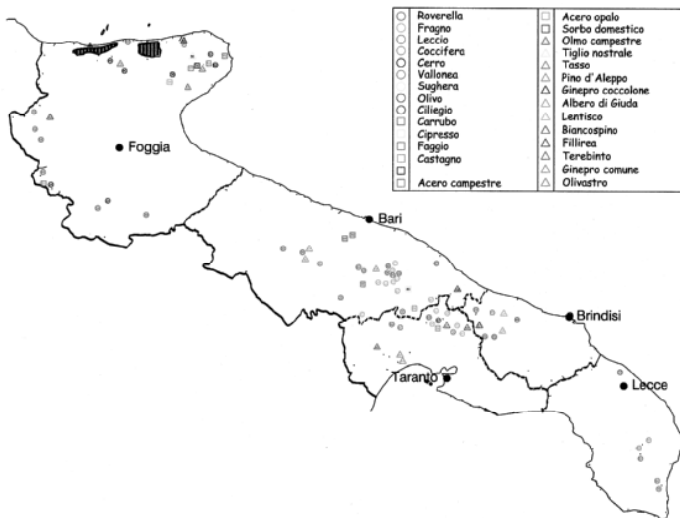 Roverella
Fragno
Leccio
Coccifera
Cerro
Vallonea
Sughera
Olivo
Ciliegio
Carrubo
Cipresso
Faggio
Castagno
Acero campestre
Acero opalo
Sorbo domestico
Olmo campestre
Tiglio nostrale
Tasso
Pino d'Aleppo
Ginepro coccolone
Albero di Giuda
Lentisco
Biancospino
Fillirea
Terebinto
Ginepro comune
Olivastro
Foggia
Bari
Brindisi
Taranto
Lecce